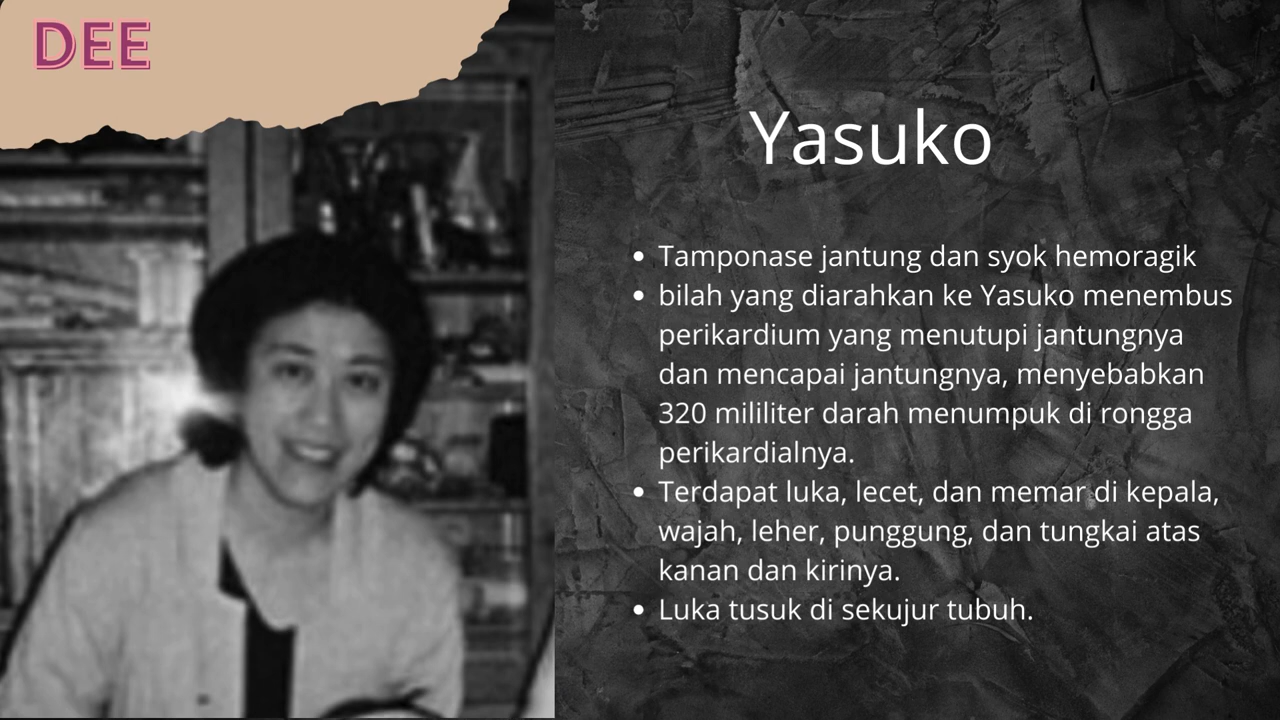 DEE
Yasuko
Tamponase jantung dan syok hemoragik
bilah yang diarahkan ke Yasuko menembus
perikardium yang menutupi jantungnya
dan mencapai jantungnya, menyebabkan
320 mililiter darah menumpuk di rongga
perikardialnya.
Terdapat luka, lecet, dan memar di kepala,
wajah, leher, punggung, dan tungkai atas
kanan dan kirinya.
Luka tusuk di sekujur tubuh.